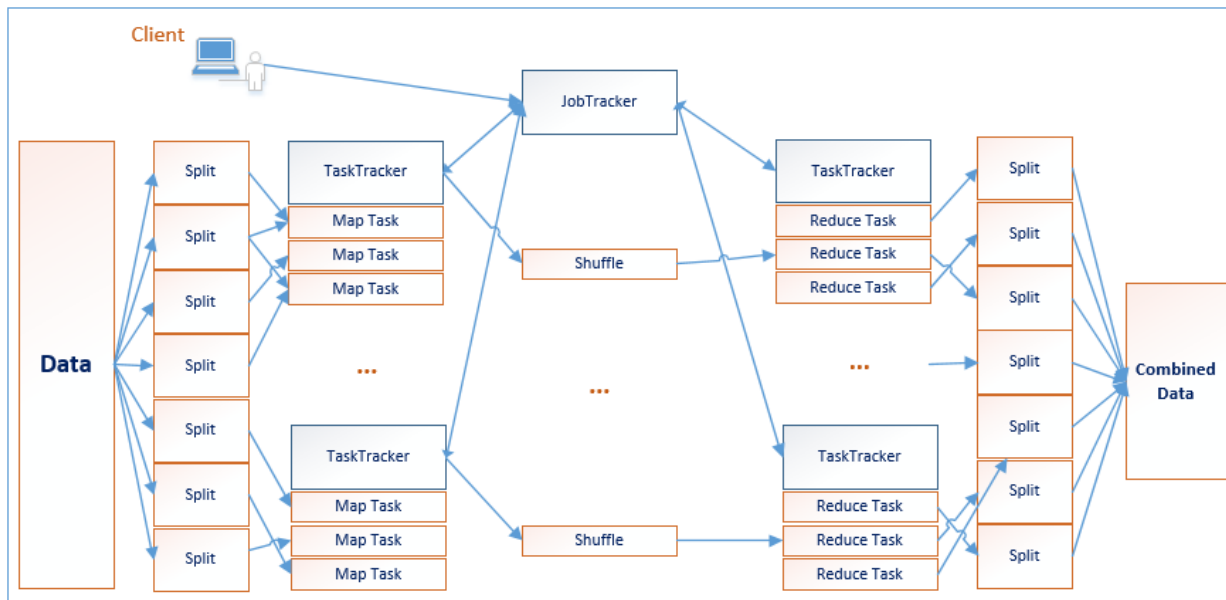 Client
JobTracker
Data
Split
Split
Split
Split
Split
Split
Split
TaskTracker
Map Task
Map Task
Map Task
...
TaskTracker
Map Task
Map Task
Map Task
Shuffle
...
Shuffle
TaskTracker
Reduce Task
Reduce Task
Reduce Task
...
TaskTracker
Reduce Task
Reduce Task
Reduce Task
Split
Split
Split
Split
Split
Split
Split
Combined
Data